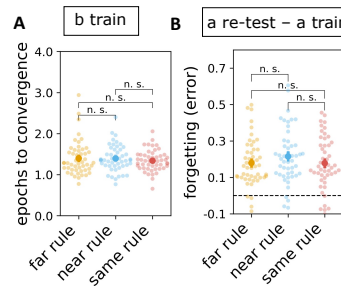 A
b train
epochs to convergence
4.0
3.0
2.0
1.0
0.0
n. s.
n. s.
n. s.
far rule
near rule
same rule
B
a re-test – a train
forgetting (error)
0.7
0.5
0.3
0.1
-0.1
n. s.
n. s.
n. s.
far rule
near rule
same rule